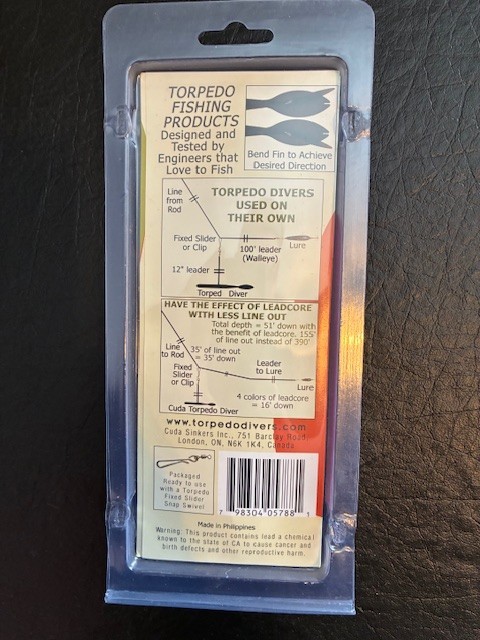 TORPEDO
FISHING
PRODUCTS
Designed and
Tested by
Engineers that
Love to Fish
Bend Fin to Achieve
Desired Direction
Line
from
Rod
TORPEDO DIVERS
USED ON
THEIR OWN
Fixed Slider
or Clip
100' leader
(Walleye)
Lure
12" leader
Torped Diver
HAVE THE EFFECT OF LEADCORE
WITH LESS LINE OUT
Total depth = 51' down with
the benefit of leadcore. 155'
of line out instead of 390'
Line
to Rod
35' of line out
= 35' down
Fixed
Slider
or Clip
Leader
to Lure
Lure
4 colors of leadcore
= 16' down
Cuda Torpedo Diver
www.torpedodivers.com
Cuda Sinkers Inc., 751 Barclay Road
London, ON, N6K 1K4, Canada
Packaged
Ready to use
with a Torpedo
Fixed Slider
Snap Swivel
7 98304 05788 1
Made in Philippines
Warning: This product contains lead a chemical
known to the state of CA to cause cancer and
birth defects and other reproductive harm.